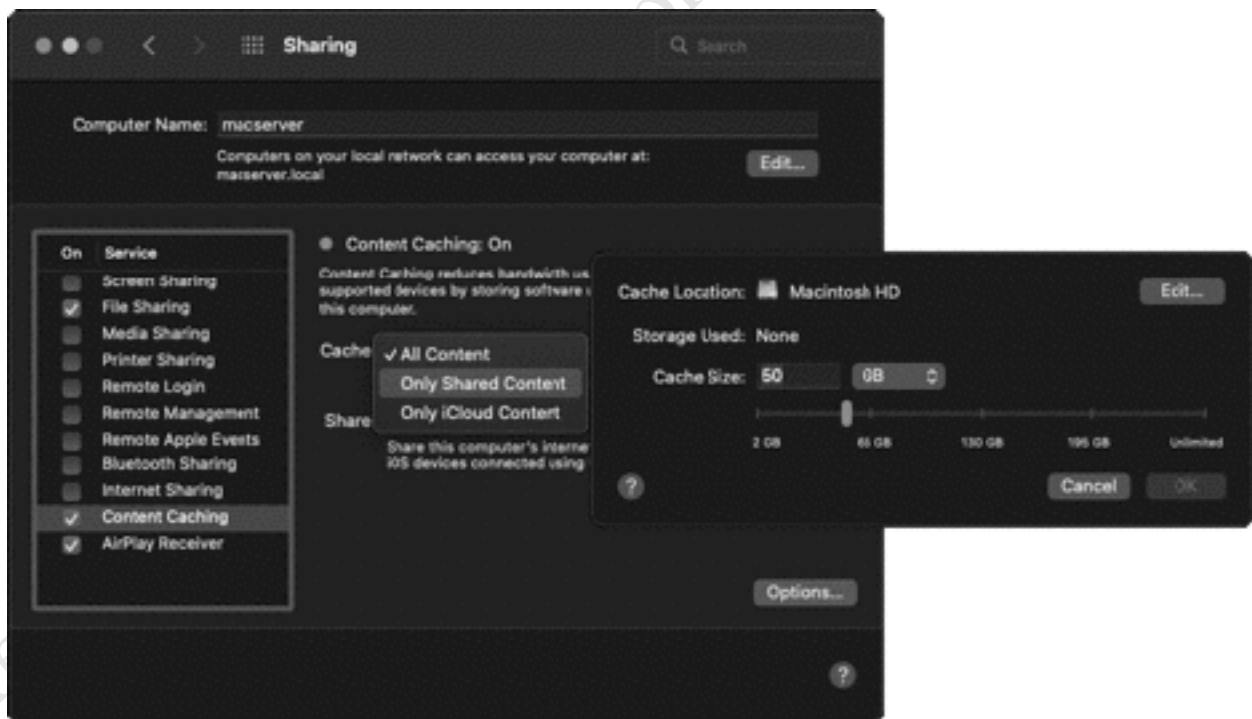 Sharing
Search
Computer Name: macserver
Computers on your local network can access your computer at:
macserver.local
Edit...
On Service
Screen Sharing
File Sharing
Media Sharing
Printer Sharing
Remote Login
Remote Management
Remote Apple Events
Bluetooth Sharing
Internet Sharing
Content Caching
AirPlay Receiver
Content Caching: On
Content Caching reduces bandwidth us
supported devices by storing software
this computer.
Cache
✓ All Content
Only Shared Content
Only iCloud Content
Share
Share this computer's interne
iOS devices connected using
Options...
?
Cache Location: Macintosh HD
Edit...
Storage Used: None
Cache Size: 50 GB
2 GB 65 GB 130 GB 195 GB Unlimited
?
Cancel
OK